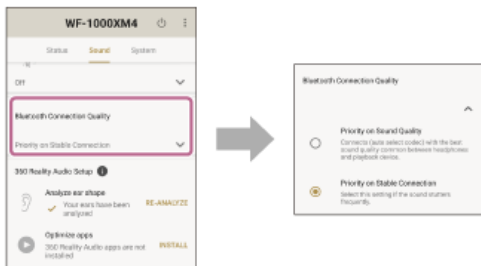 WF-1000XM4
Status Sound System
Off
Bluetooth Connection Quality
Priority on Stable Connection
360 Reality Audio Setup
Analyze ear shape
Your ears have been
analyzed
RE-ANALYZE
Optimize apps
360 Reality Audio apps are not
installed
INSTALL
Bluetooth Connection Quality
Priority on Sound Quality
Connects (auto select codec) with the best
sound quality common between headphones
and playback device.
Priority on Stable Connection
Select this setting if the sound stutters
frequently.